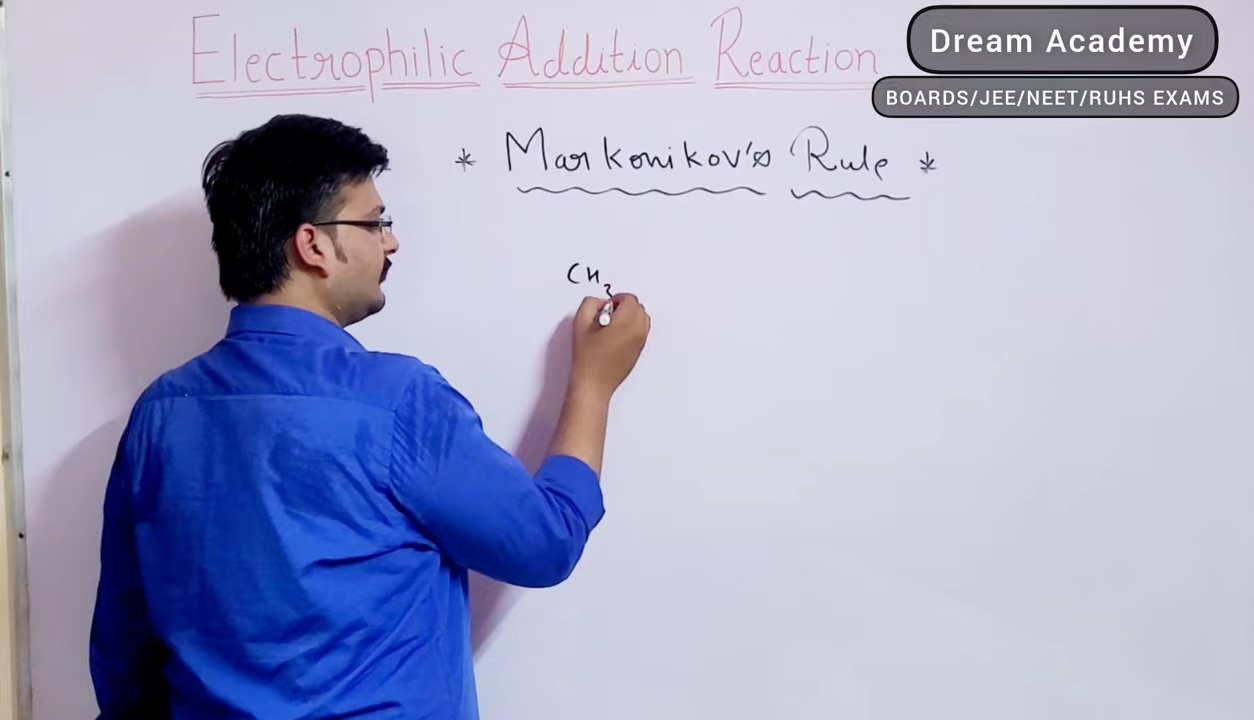 Electrophilic Addition Reaction
Dream Academy
BOARDS/JEE/NEET/RUHS EXAMS
* Markonikov's Rule *
CH3